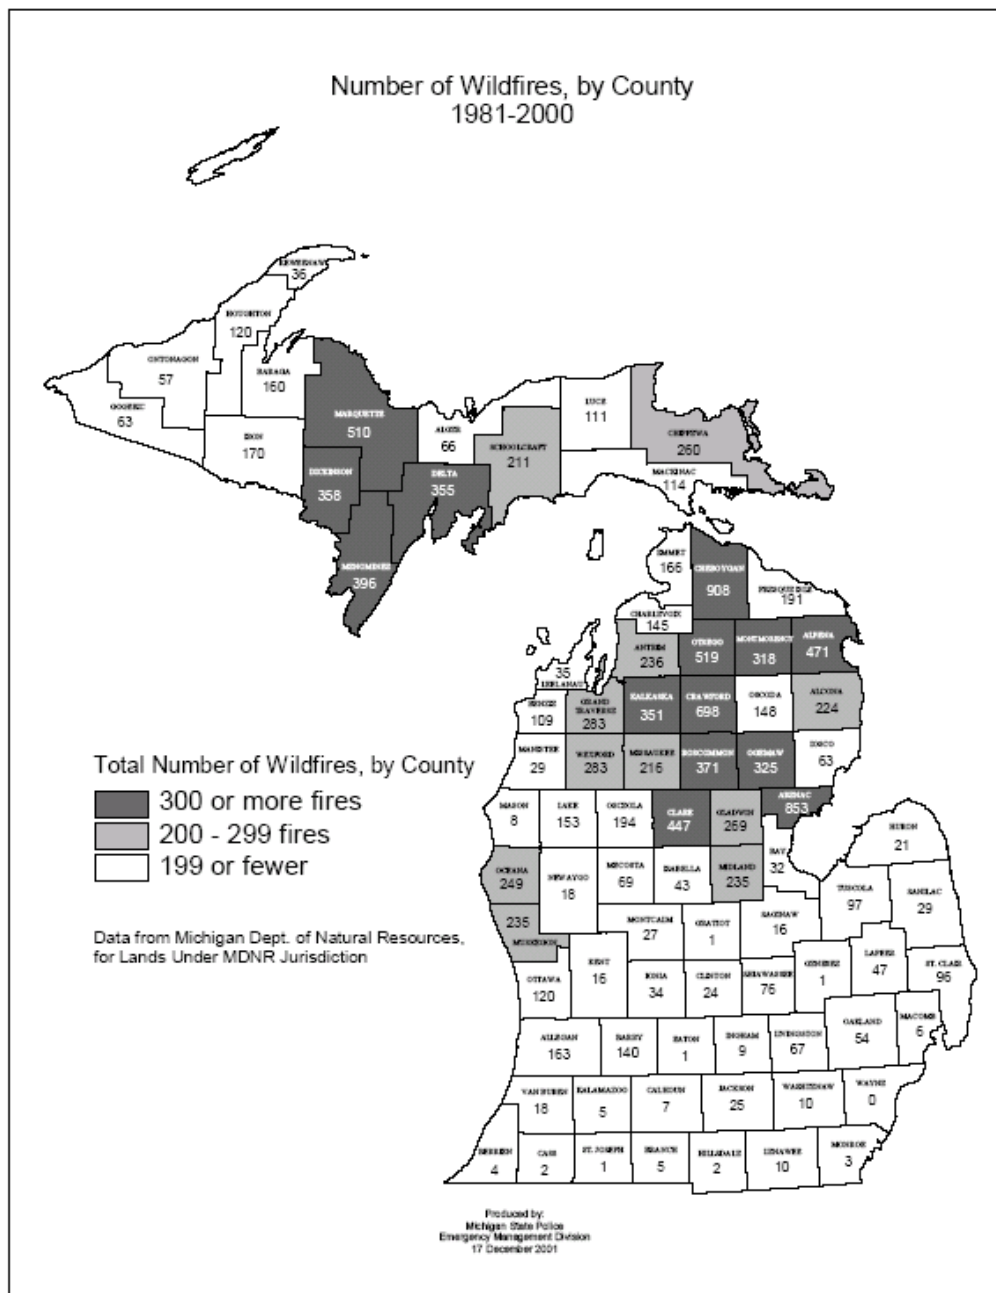 Number of Wildfires, by County
1981-2000
KEWEENAW
36
HOUGHTON
120
ONTONAGON
57
BARAGA
160
GOGEBIC
63
IRON
170
MARQUETTE
510
DICKINSON
358
MENOMINEE
396
DELTA
355
ALGER
66
SCHOOLCRAFT
211
LUCE
111
CHIPPEWA
260
MACKINAC
114
EMMET
166
CHEBOYGAN
908
PRESQUE ISLE
191
CHARLEVOIX
145
ANTRIM
236
OTSEGO
519
MONTMORENCY
318
ALPENA
471
35
LEELANAU
BENZIE
109
GRAND
TRAVERSE
283
KALKASKA
351
CRAWFORD
698
OSCODA
148
ALCONA
224
MANISTEE
29
WEXFORD
283
MISSAUKEE
216
ROSCOMMON
371
OGEMAW
325
IOSCO
63
Total Number of Wildfires, by County
300 or more fires
200 - 299 fires
199 or fewer
MASON
8
LAKE
153
OSCEOLA
194
CLARE
447
GLADWIN
269
ARENAC
853
HURON
21
OCEANA
249
NEWAYGO
18
MECOSTA
69
ISABELLA
43
MIDLAND
235
BAY
32
TUSCOLA
97
SANILAC
29
235
MUSKEGON
MONTCALM
27
GRATIOT
1
SAGINAW
16
Data from Michigan Dept. of Natural Resources,
for Lands Under MDNR Jurisdiction
OTTAWA
120
KENT
16
IONIA
34
CLINTON
24
SHIAWASSEE
76
GENESEE
1
LAPEER
47
ST. CLAIR
96
ALLEGAN
163
BARRY
140
EATON
1
INGHAM
9
LIVINGSTON
67
OAKLAND
54
MACOMB
6
VAN BUREN
18
KALAMAZOO
5
CALHOUN
7
JACKSON
25
WASHTENAW
10
WAYNE
0
BERRIEN
4
CASS
2
ST. JOSEPH
1
BRANCH
5
HILLSDALE
2
LENAWEE
10
MONROE
3
Produced by:
Michigan State Police
Emergency Management Division
17 December 2001